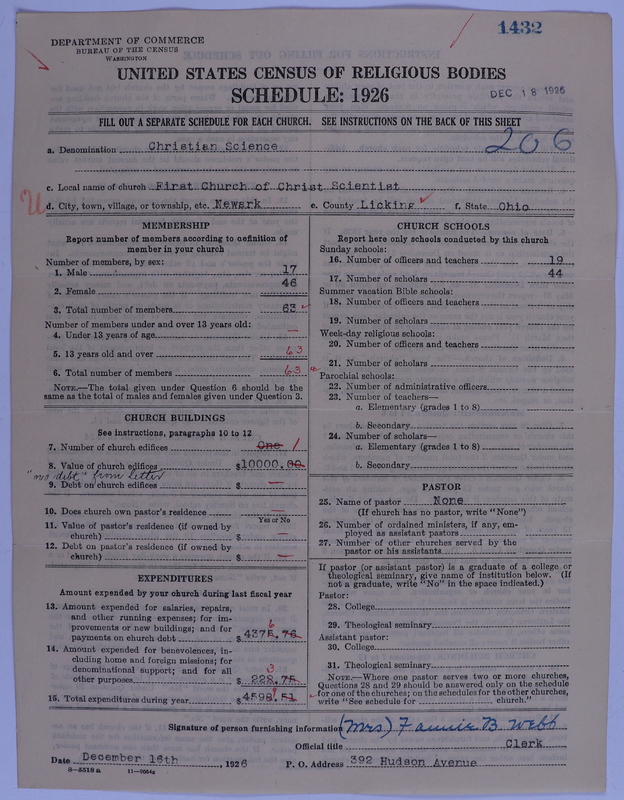 1432
DEPARTMENT OF COMMERCE
BUREAU OF THE CENSUS
WASHINGTON
UNITED STATES CENSUS OF RELIGIOUS BODIES
SCHEDULE: 1926
DEC 18 1926
FILL OUT A SEPARATE SCHEDULE FOR EACH CHURCH. SEE INSTRUCTIONS ON THE BACK OF THIS SHEET
206
a. Denomination Christian Science
c. Local name of church First Church of Christ Scientist
U d. City, town, village, or township, etc. Newark e. County Licking f. State Ohio
MEMBERSHIP
Report number of members according to definition of
member in your church
Number of members, by sex:
1. Male 17
2. Female 46
3. Total number of members 63
Number of members under and over 13 years old:
4. Under 13 years of age —
5. 13 years old and over 63
6. Total number of members 63
NOTE.—The total given under Question 6 should be the
same as the total of males and females given under Question 3.
CHURCH BUILDINGS
See instructions, paragraphs 10 to 12
7. Number of church edifices One 1
8. Value of church edifices $10000.00
"no debt" from letter
9. Debt on church edifices $ —
10. Does church own pastor's residence —
Yes or No
11. Value of pastor's residence (if owned by
church) $ —
12. Debt on pastor's residence (if owned by
church) $ —
EXPENDITURES
Amount expended by your church during last fiscal year
13. Amount expended for salaries, repairs,
and other running expenses; for im-
provements or new buildings; and for
payments on church debt $4375.76
6
14. Amount expended for benevolences, in-
cluding home and foreign missions; for
denominational support; and for all
other purposes $222.75
3
15. Total expenditures during year $4598.51
9
CHURCH SCHOOLS
Report here only schools conducted by this church
Sunday schools:
16. Number of officers and teachers 19
17. Number of scholars 44
Summer vacation Bible schools:
18. Number of officers and teachers
19. Number of scholars
Week-day religious schools:
20. Number of officers and teachers
21. Number of scholars
Parochial schools:
22. Number of administrative officers
23. Number of teachers—
a. Elementary (grades 1 to 8)
b. Secondary
24. Number of scholars—
a. Elementary (grades 1 to 8)
b. Secondary
PASTOR
25. Name of pastor None
(If church has no pastor, write "None")
26. Number of ordained ministers, if any, em-
ployed as assistant pastors
27. Number of other churches served by the
pastor or his assistants
If pastor (or assistant pastor) is a graduate of a college or
theological seminary, give name of institution below. (If
not a graduate, write "No" in the space indicated.)
Pastor:
28. College
29. Theological seminary
Assistant pastor:
30. College
31. Theological seminary
NOTE.—Where one pastor serves two or more churches,
Questions 28 and 29 should be answered only on the schedule
for one of the churches; on the schedules for the other churches,
write "See schedule for church."
Signature of person furnishing information (Mrs) Fannie B. Webb
Official title Clerk
Date December 16th, 1926 P. O. Address 392 Hudson Avenue
8—5518a 11—9664